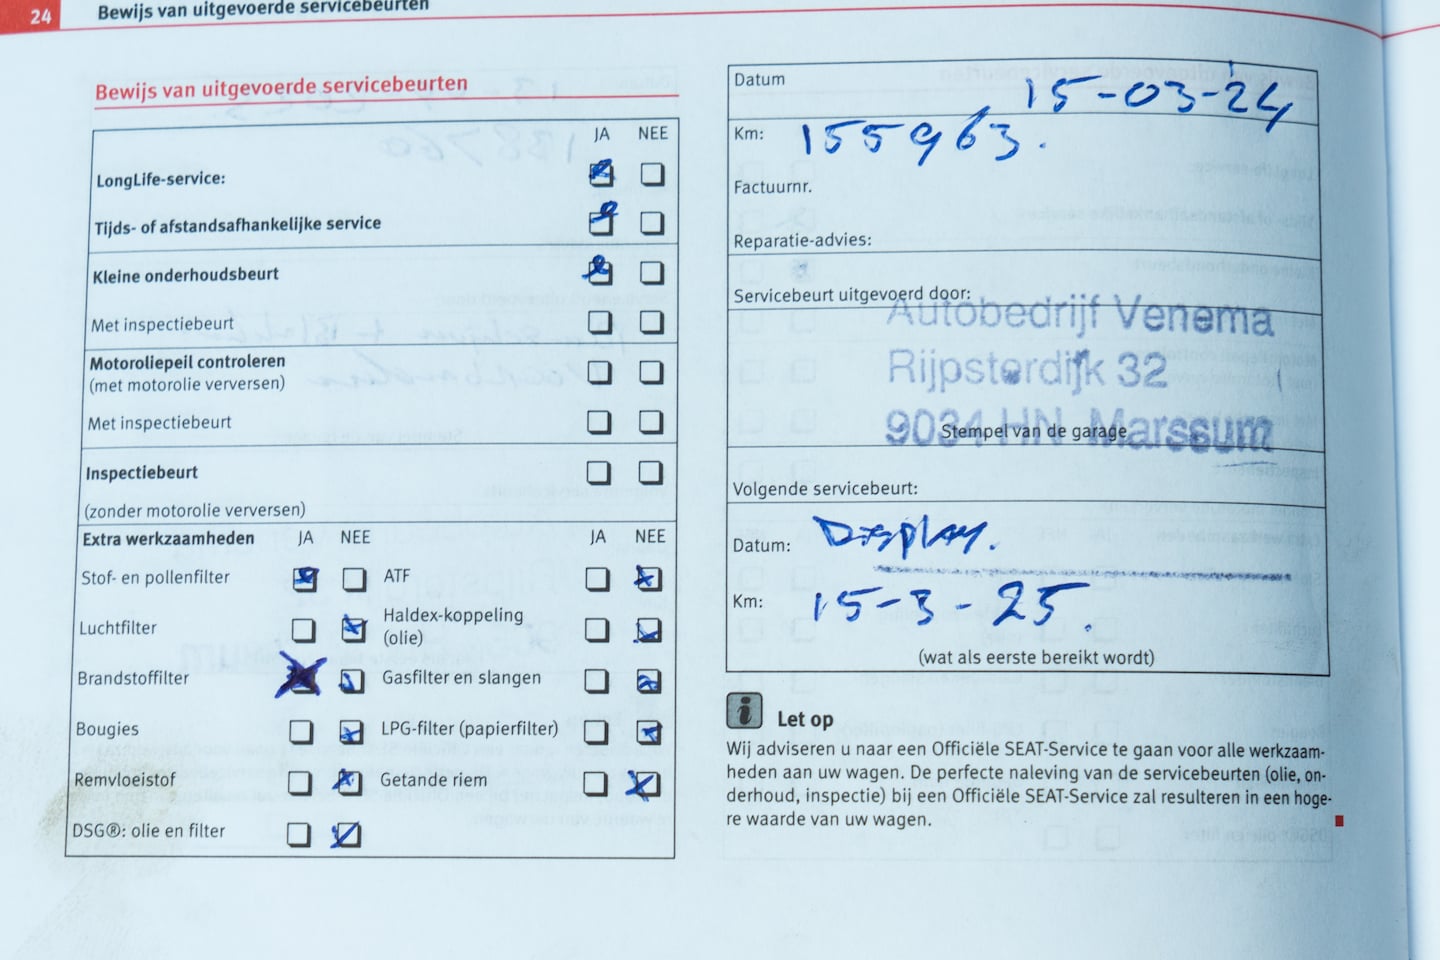 24 Bewijs van uitgevoerde servicebeurten
Bewijs van uitgevoerde servicebeurten
JA NEE
LongLife-service:
Tijds- of afstandsafhankelijke service
Kleine onderhoudsbeurt
Met inspectiebeurt
Motoroliepeil controleren
(met motorolie verversen)
Met inspectiebeurt
Inspectiebeurt
(zonder motorolie verversen)
Extra werkzaamheden JA NEE JA NEE
Stof- en pollenfilter ATF
Luchtfilter Haldex-koppeling
(olie)
Brandstoffilter Gasfilter en slangen
Bougies LPG-filter (papierfilter)
Remvloeistof Getande riem
DSG®: olie en filter
Datum 15-03-24
Km: 155963.
Factuurnr.
Reparatie-advies:
Servicebeurt uitgevoerd door:
Autobedrijf Venema
Rijpsterdijk 32
9034 HN Marssum
Stempel van de garage
Volgende servicebeurt:
Datum: Display.
Km: 15-3-25.
(wat als eerste bereikt wordt)
Let op
Wij adviseren u naar een Officiële SEAT-Service te gaan voor alle werkzaam-
heden aan uw wagen. De perfecte naleving van de servicebeurten (olie, on-
derhoud, inspectie) bij een Officiële SEAT-Service zal resulteren in een hoge-
re waarde van uw wagen.